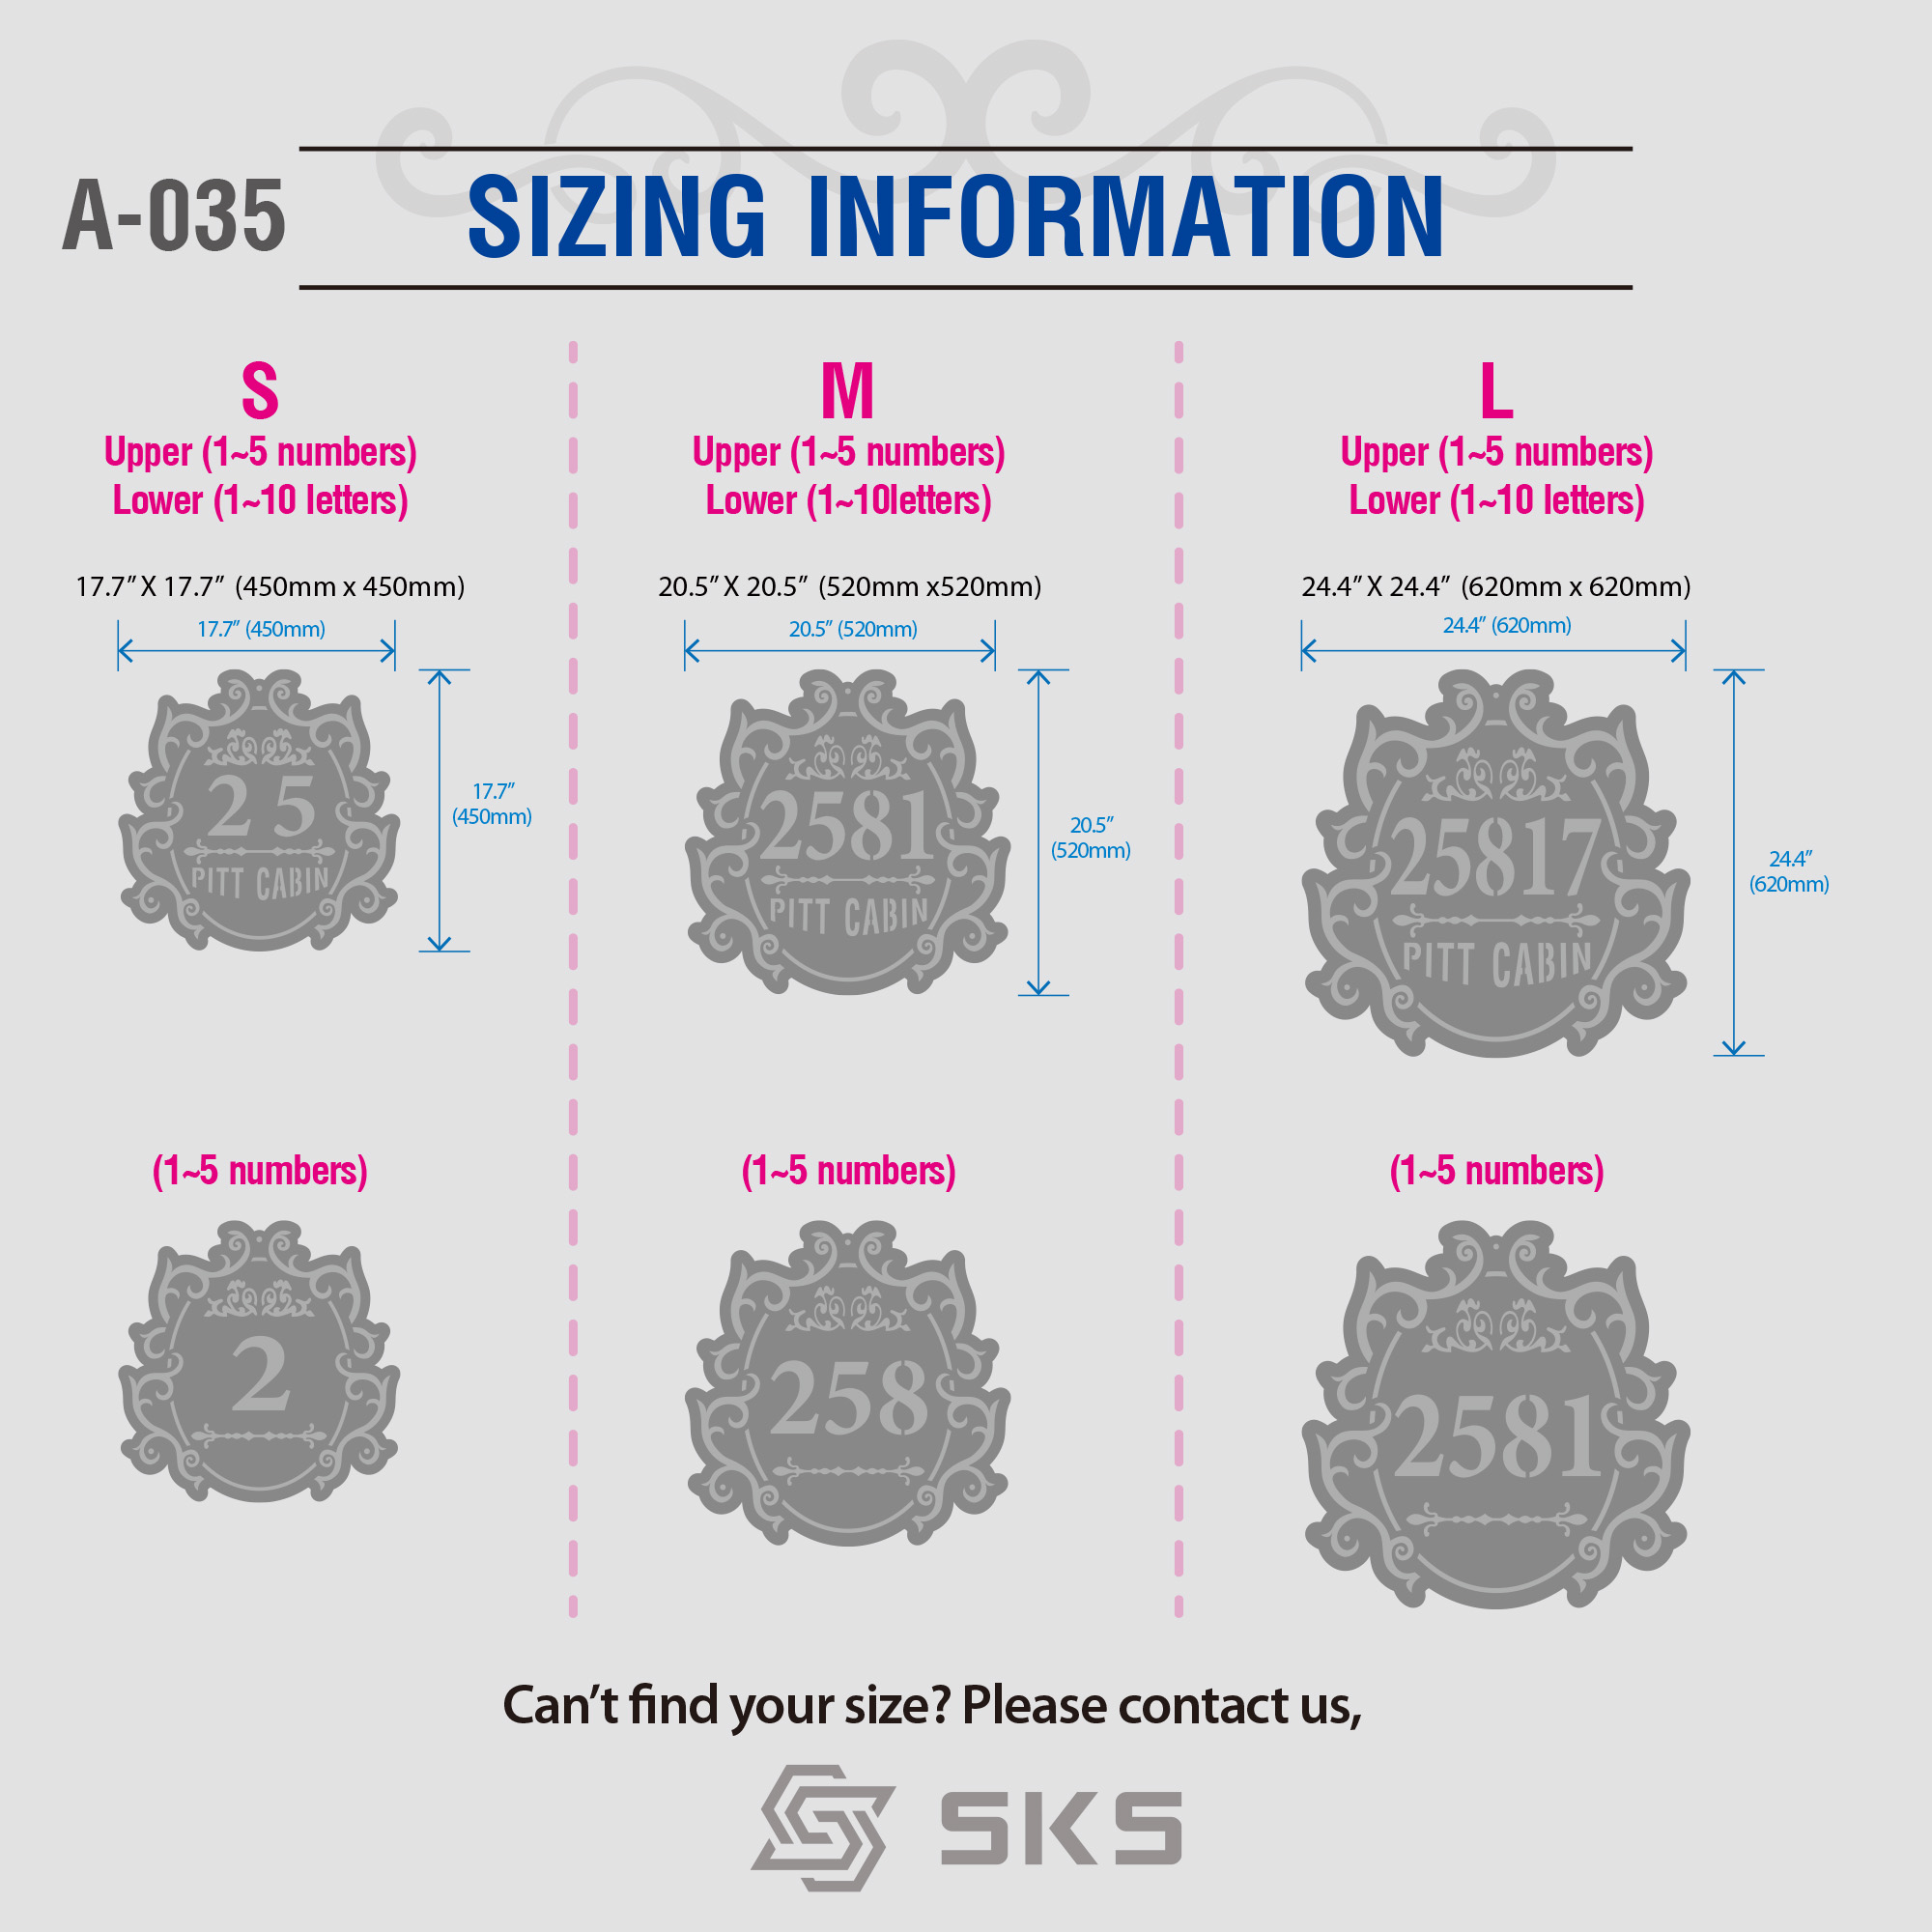 A-035
SIZING INFORMATION
S
Upper (1~5 numbers)
Lower (1~10 letters)
17.7” X 17.7” (450mm x 450mm)
17.7” (450mm)
17.7”
(450mm)
2 5
PITT CABIN
M
Upper (1~5 numbers)
Lower (1~10letters)
20.5” X 20.5” (520mm x520mm)
20.5” (520mm)
20.5”
(520mm)
2581
PITT CABIN
L
Upper (1~5 numbers)
Lower (1~10 letters)
24.4” X 24.4” (620mm x 620mm)
24.4” (620mm)
24.4”
(620mm)
25817
PITT CABIN
(1~5 numbers)
2
(1~5 numbers)
258
(1~5 numbers)
2581
Can’t find your size? Please contact us,
SKS